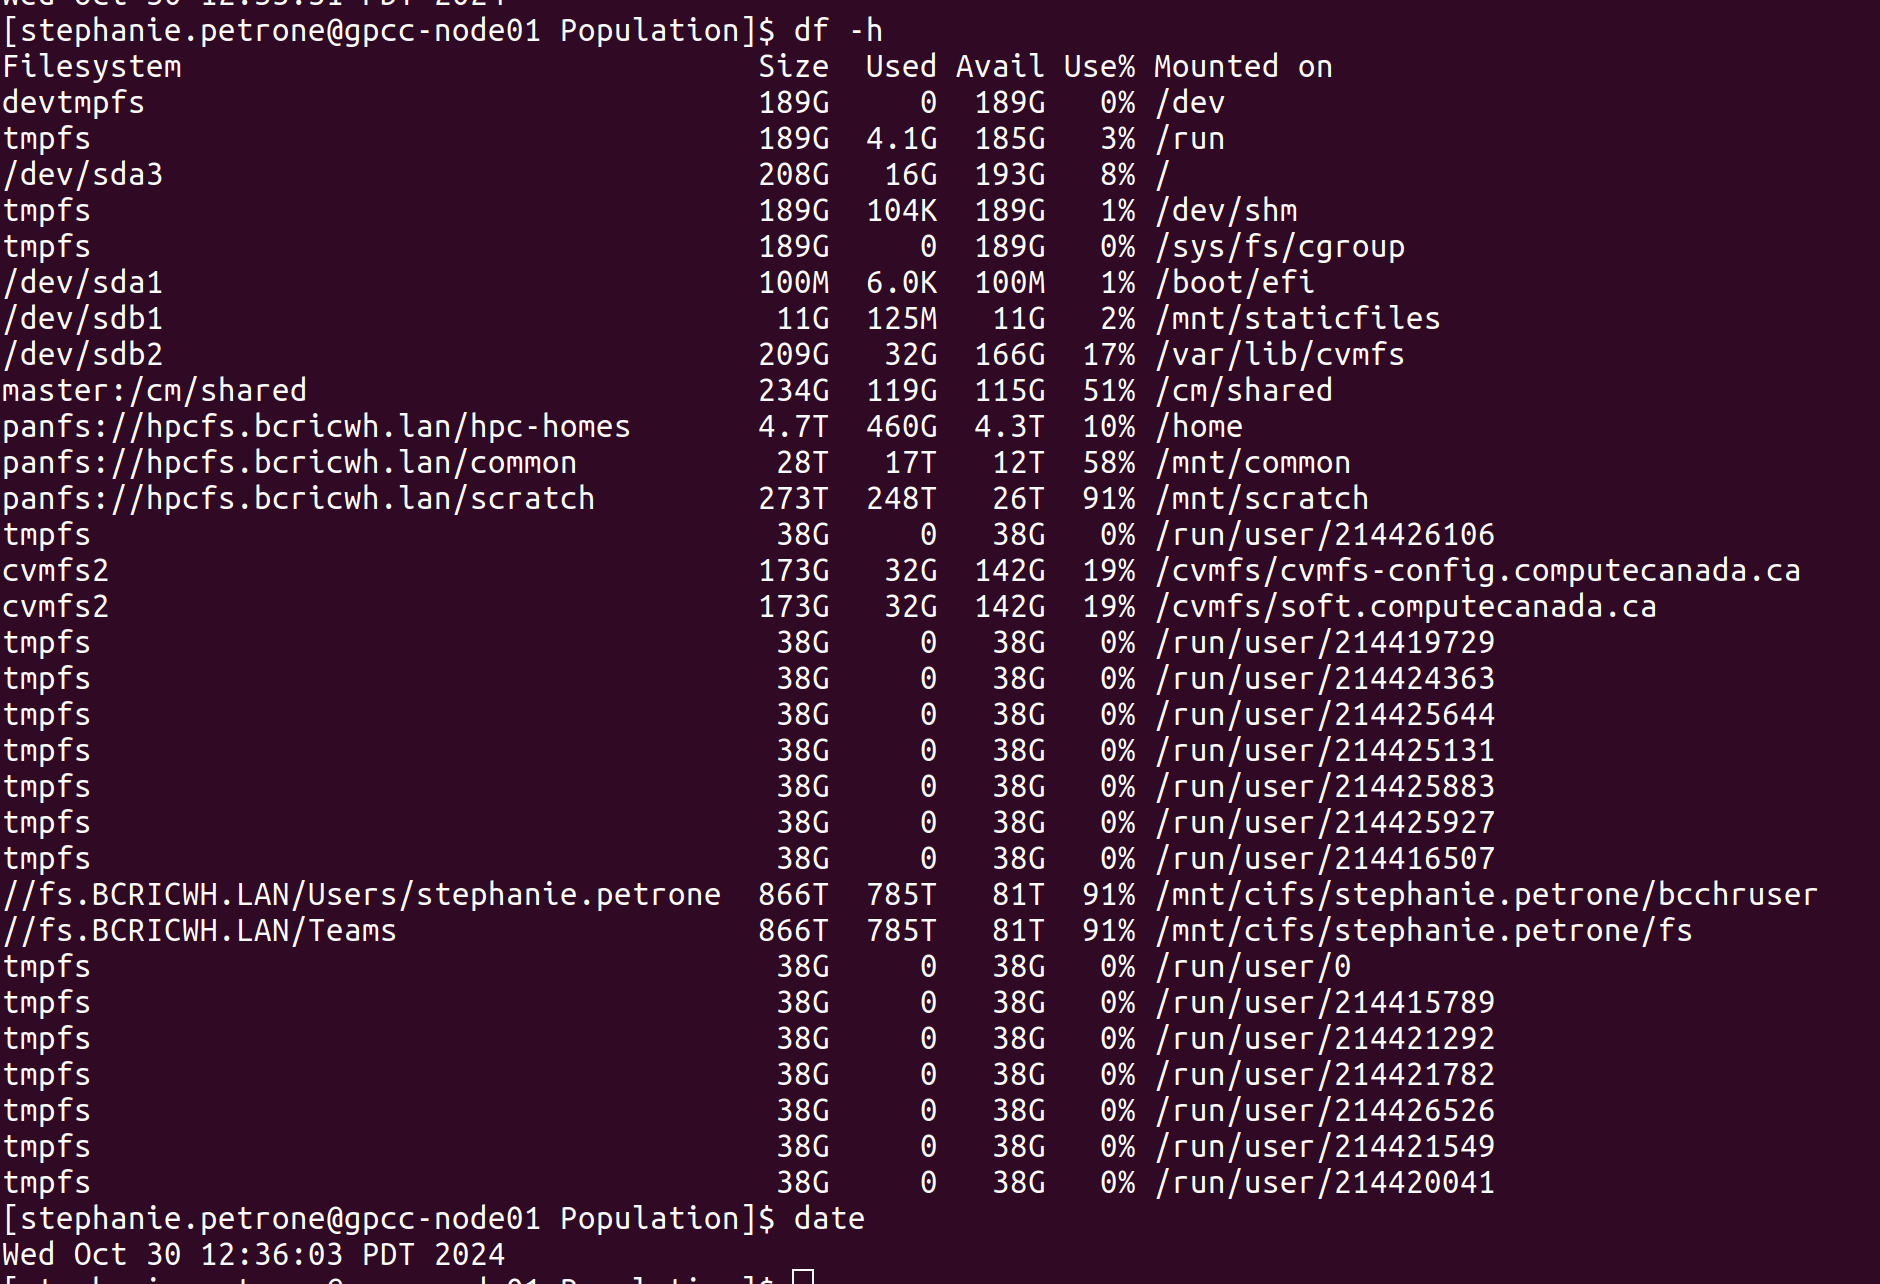 Wed Oct 30 12:35:51 PDT 2024
[stephanie.petrone@gpcc-node01 Population]$ df -h
Filesystem                                Size  Used Avail Use% Mounted on
devtmpfs                                  189G     0  189G   0% /dev
tmpfs                                     189G  4.1G  185G   3% /run
/dev/sda3                                 208G   16G  193G   8% /
tmpfs                                     189G  104K  189G   1% /dev/shm
tmpfs                                     189G     0  189G   0% /sys/fs/cgroup
/dev/sda1                                 100M  6.0K  100M   1% /boot/efi
/dev/sdb1                                  11G  125M   11G   2% /mnt/staticfiles
/dev/sdb2                                 209G   32G  166G  17% /var/lib/cvmfs
master:/cm/shared                         234G  119G  115G  51% /cm/shared
panfs://hpcfs.bcricwh.lan/hpc-homes       4.7T  460G  4.3T  10% /home
panfs://hpcfs.bcricwh.lan/common           28T   17T   12T  58% /mnt/common
panfs://hpcfs.bcricwh.lan/scratch         273T  248T   26T  91% /mnt/scratch
tmpfs                                      38G     0   38G   0% /run/user/214426106
cvmfs2                                    173G   32G  142G  19% /cvmfs/cvmfs-config.computecanada.ca
cvmfs2                                    173G   32G  142G  19% /cvmfs/soft.computecanada.ca
tmpfs                                      38G     0   38G   0% /run/user/214419729
tmpfs                                      38G     0   38G   0% /run/user/214424363
tmpfs                                      38G     0   38G   0% /run/user/214425644
tmpfs                                      38G     0   38G   0% /run/user/214425131
tmpfs                                      38G     0   38G   0% /run/user/214425883
tmpfs                                      38G     0   38G   0% /run/user/214425927
tmpfs                                      38G     0   38G   0% /run/user/214416507
//fs.BCRICWH.LAN/Users/stephanie.petrone  866T  785T   81T  91% /mnt/cifs/stephanie.petrone/bcchruser
//fs.BCRICWH.LAN/Teams                    866T  785T   81T  91% /mnt/cifs/stephanie.petrone/fs
tmpfs                                      38G     0   38G   0% /run/user/0
tmpfs                                      38G     0   38G   0% /run/user/214415789
tmpfs                                      38G     0   38G   0% /run/user/214421292
tmpfs                                      38G     0   38G   0% /run/user/214421782
tmpfs                                      38G     0   38G   0% /run/user/214426526
tmpfs                                      38G     0   38G   0% /run/user/214421549
tmpfs                                      38G     0   38G   0% /run/user/214420041
[stephanie.petrone@gpcc-node01 Population]$ date
Wed Oct 30 12:36:03 PDT 2024
[stephanie.petrone@gpcc-node01 Population]$